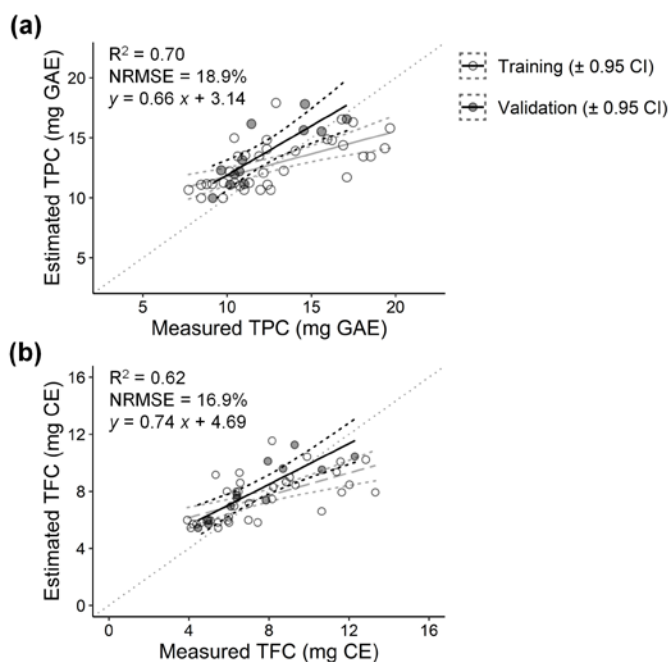 (a)
R² = 0.70
NRMSE = 18.9%
y = 0.66 x + 3.14
Estimated TPC (mg GAE)
20
15
10
5
5 10 15 20
Measured TPC (mg GAE)
Training (± 0.95 CI)
Validation (± 0.95 CI)
(b)
R² = 0.62
NRMSE = 16.9%
y = 0.74 x + 4.69
Estimated TFC (mg CE)
16
12
8
4
0
0 4 8 12 16
Measured TFC (mg CE)